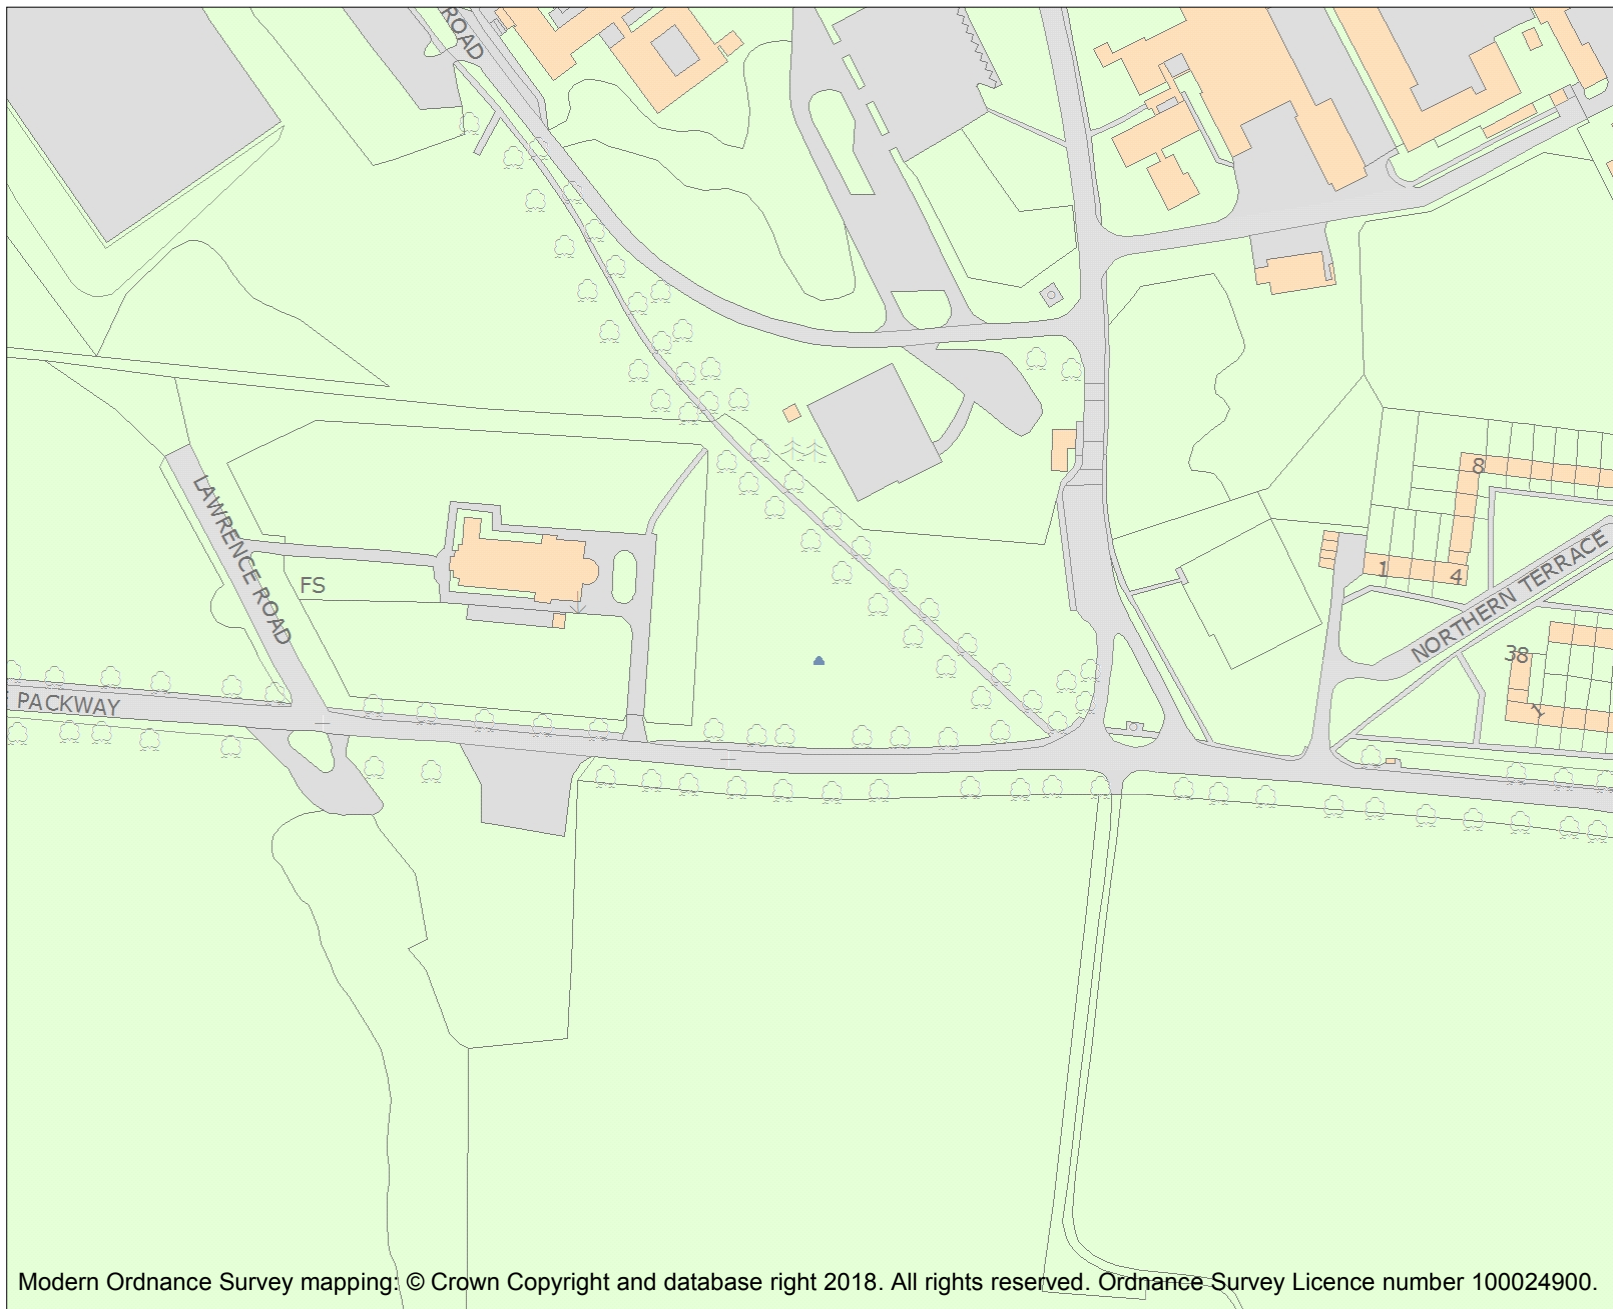 ROAD
8
LAWRENCE ROAD
1
4
FS
NORTHERN TERRACE
38
PACKWAY
1
Modern Ordnance Survey mapping: © Crown Copyright and database right 2018. All rights reserved. Ordnance Survey Licence number 100024900.